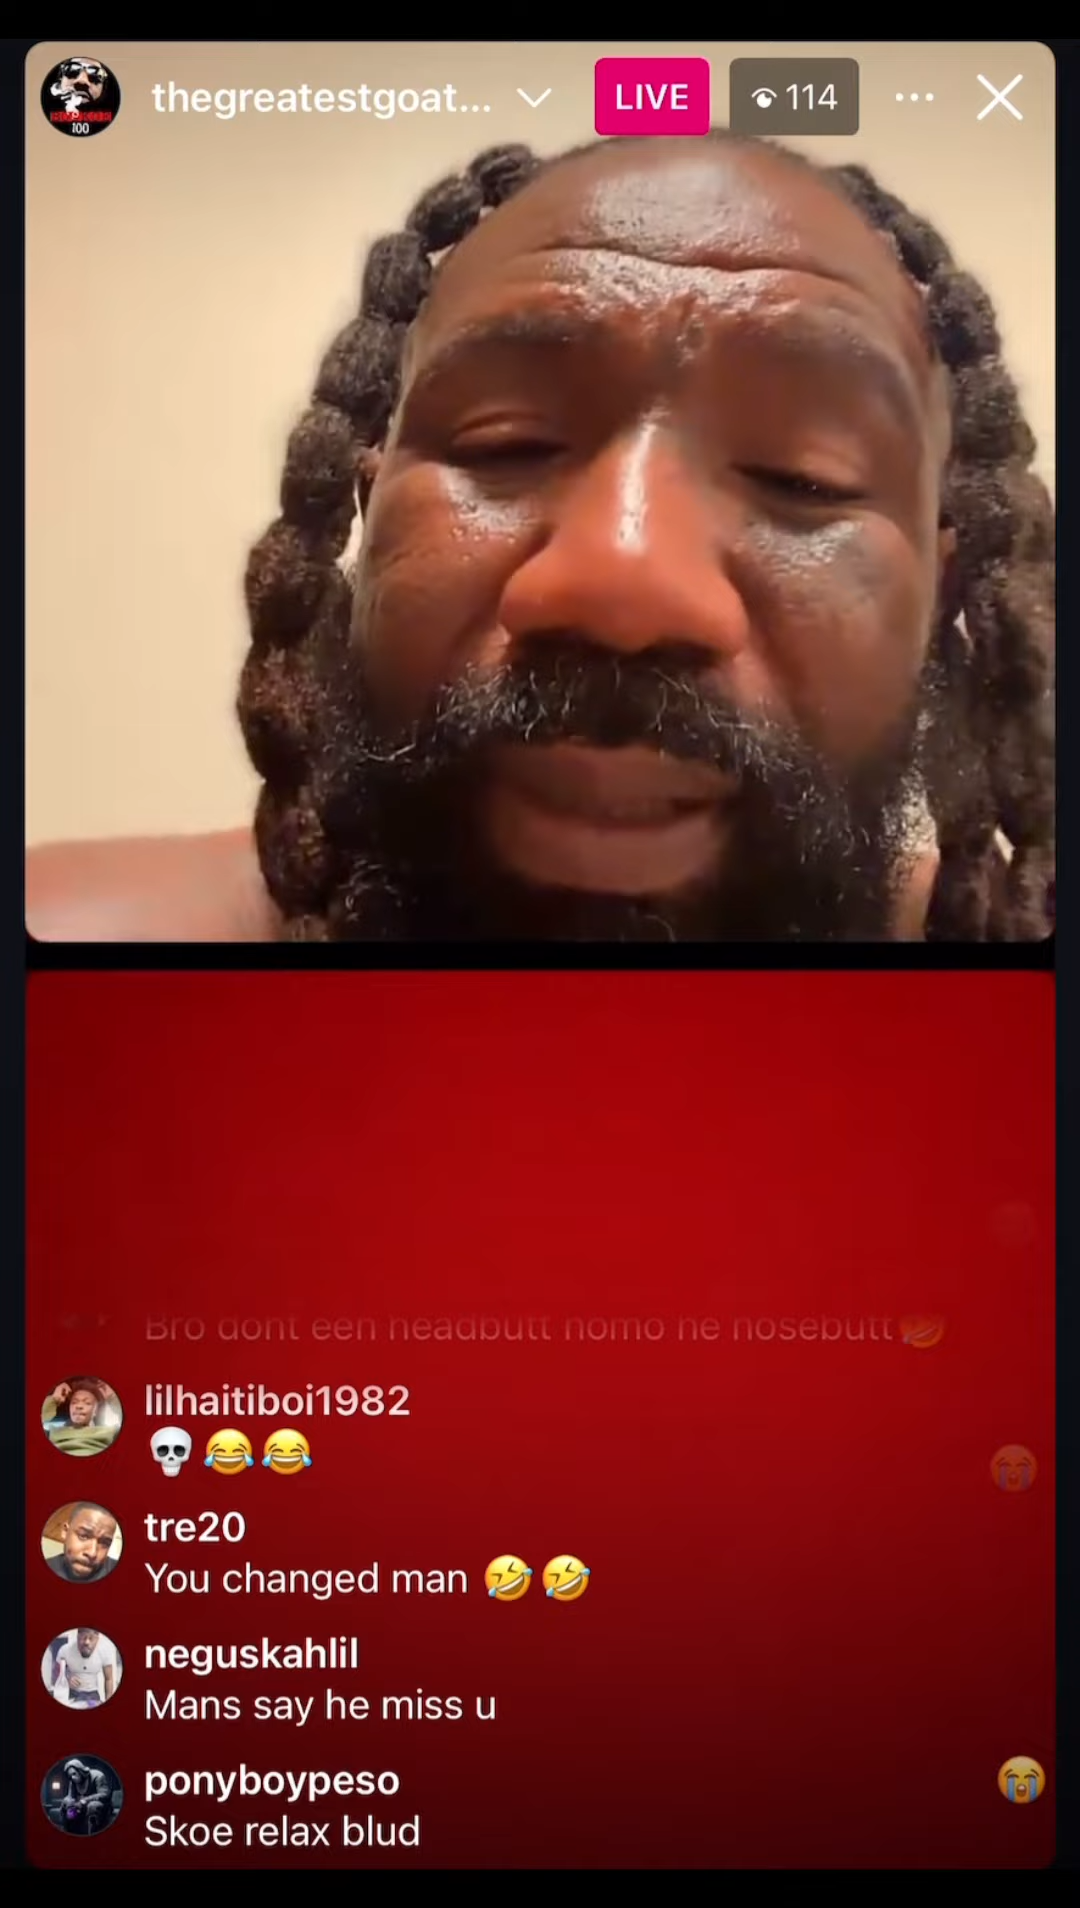 thegreatestgoat...
LIVE
114
100
Bro dont een headbutt nomo he nosebutt🤣
lilhaitiboi1982
💀😂😂
tre20
You changed man 🤣🤣
neguskahlil
Mans say he miss u
ponyboypeso
Skoe relax blud